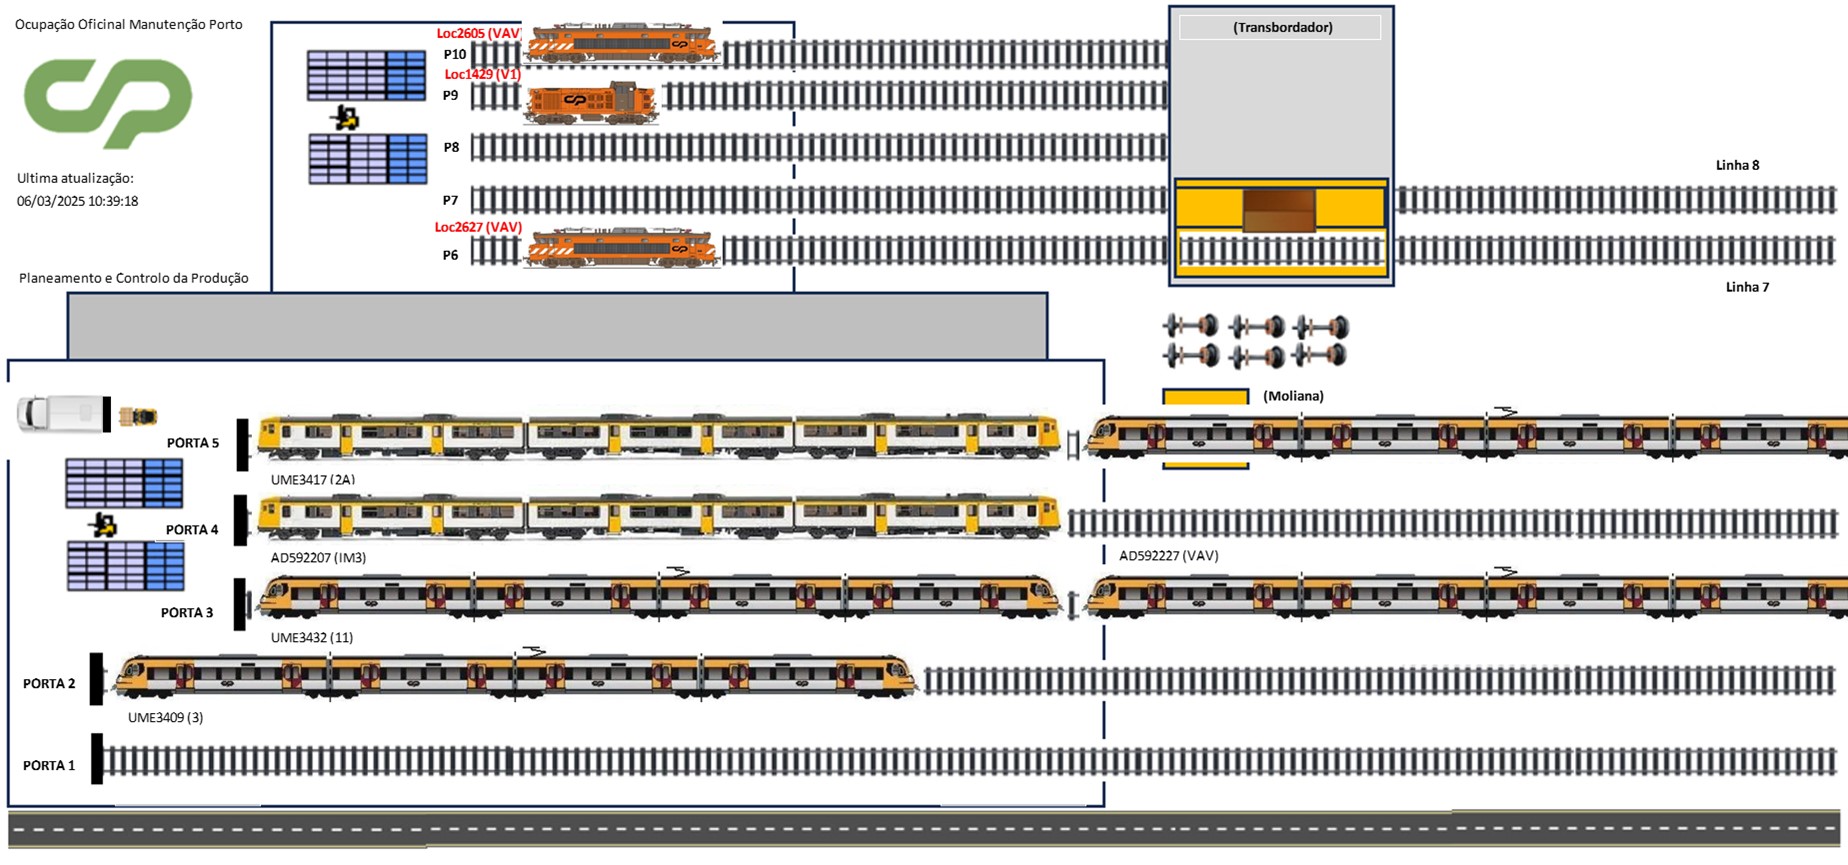 Ocupação Oficinal Manutenção Porto
Ultima atualização:
06/03/2025 10:39:18
Planeamento e Controlo da Produção
Loc2605 (VAV)
P10
Loc1429 (V1)
P9
P8
P7
Loc2627 (VAV)
P6
(Transbordador)
Linha 8
Linha 7
(Moliana)
PORTA 5
UME3417 (2A)
PORTA 4
AD592207 (IM3)
AD592227 (VAV)
PORTA 3
UME3432 (11)
PORTA 2
UME3409 (3)
PORTA 1